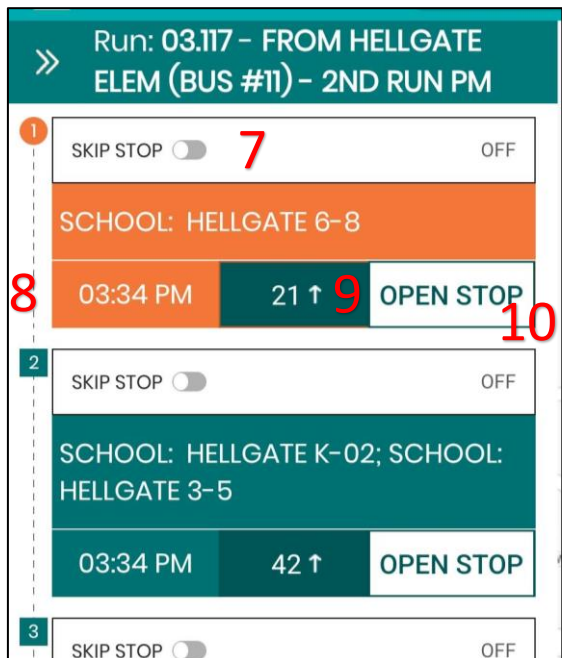 Run: 03.117 - FROM HELLGATE
ELEM (BUS #11) - 2ND RUN PM
1
SKIP STOP 7 OFF
SCHOOL: HELLGATE 6-8
8 03:34 PM 21 ↑ 9 OPEN STOP 10
2
SKIP STOP OFF
SCHOOL: HELLGATE K-02; SCHOOL:
HELLGATE 3-5
03:34 PM 42 ↑ OPEN STOP
3
SKIP STOP OFF